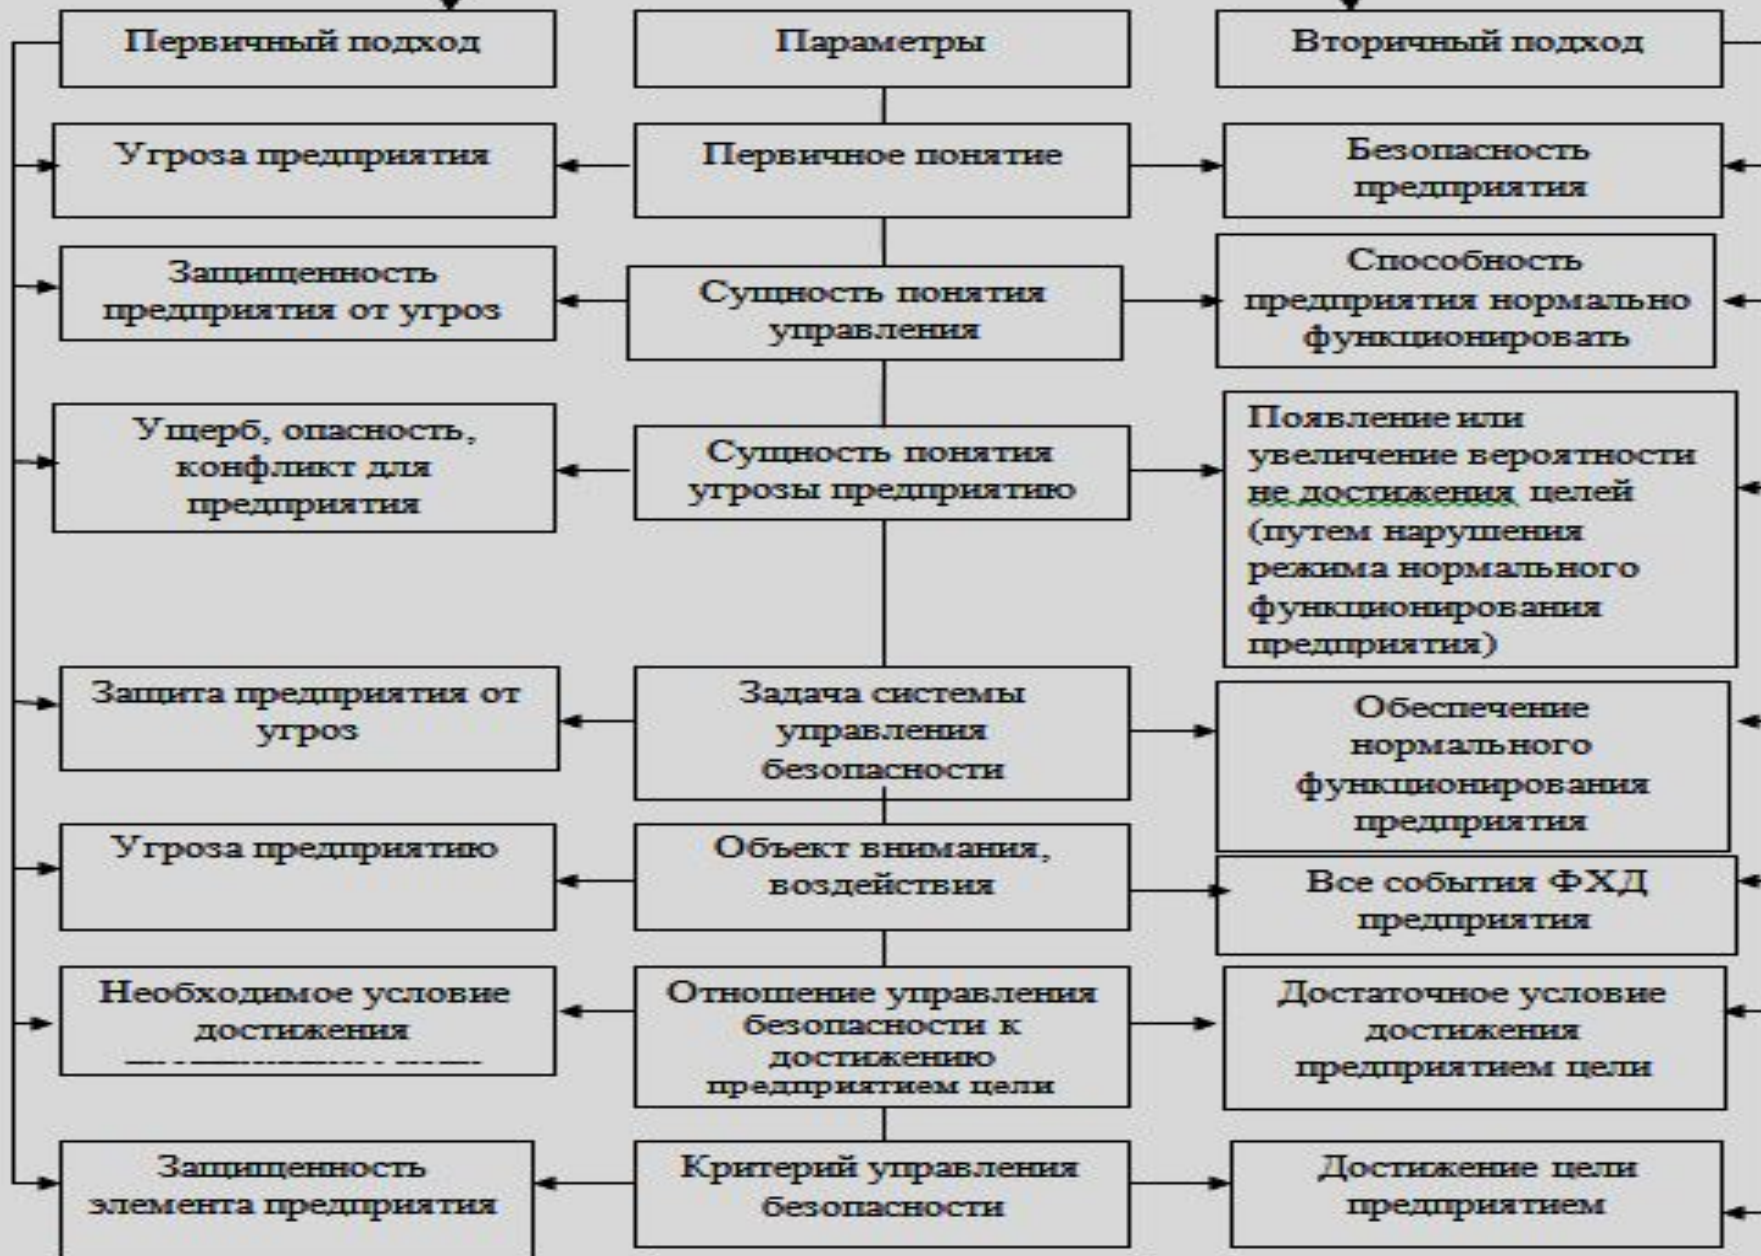 Первичный подход
Параметры
Вторичный подход
Угроза предприятия
Первичное понятие
Безопасность
предприятия
Защищенность
предприятия от угроз
Сущность понятия
управления
Способность
предприятия нормально
функционировать
Ущерб, опасность,
конфликт для
предприятия
Сущность понятия
угрозы предприятию
Появление или
увеличение вероятности
не достижения целей
(путем нарушения
режима нормального
функционирования
предприятия)
Защита предприятия от
угроз
Задача системы
управления
безопасности
Обеспечение
нормального
функционирования
предприятия
Угроза предприятию
Объект внимания,
воздействия
Все события ФХД
предприятия
Необходимое условие
достижения
Отношение управления
безопасности к
достижению
предприятием цели
Достаточное условие
достижения
предприятием цели
Защищенность
элемента предприятия
Критерий управления
безопасности
Достижение цели
предприятием